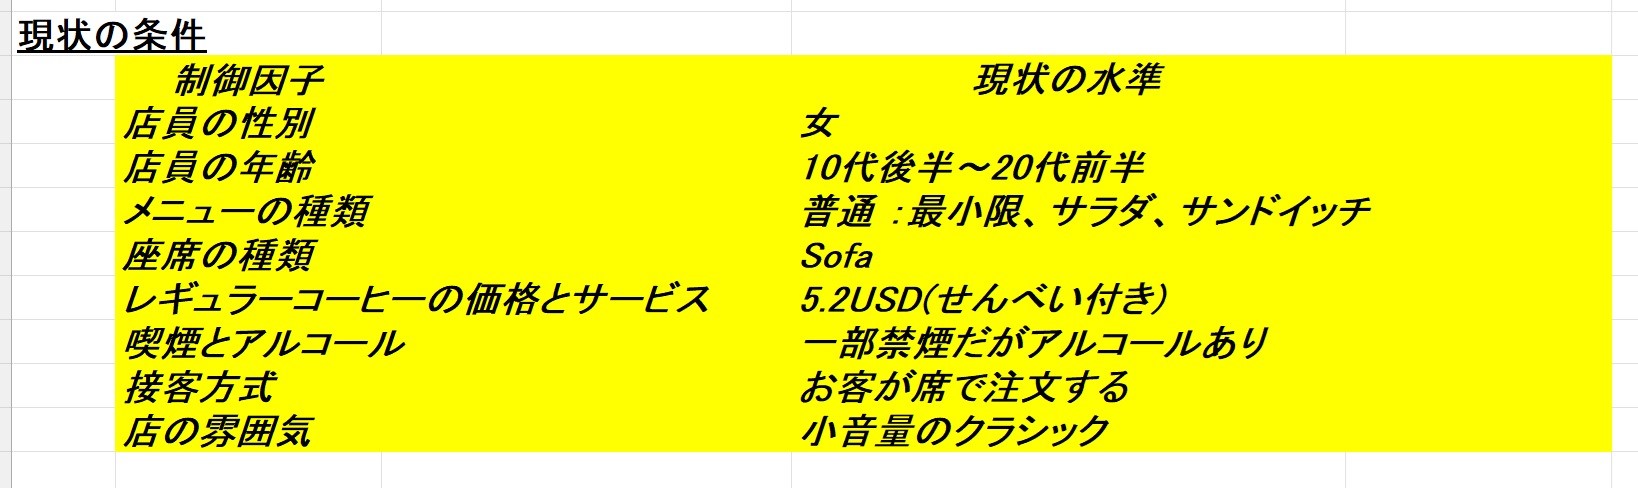 現状の条件
制御因子 現状の水準
店員の性別 女
店員の年齢 10代後半～20代前半
メニューの種類 普通 : 最小限、サラダ、サンドイッチ
座席の種類 Sofa
レギュラーコーヒーの価格とサービス 5.2USD(せんべい付き)
喫煙とアルコール 一部禁煙だがアルコールあり
接客方式 お客が席で注文する
店の雰囲気 小音量のクラシック